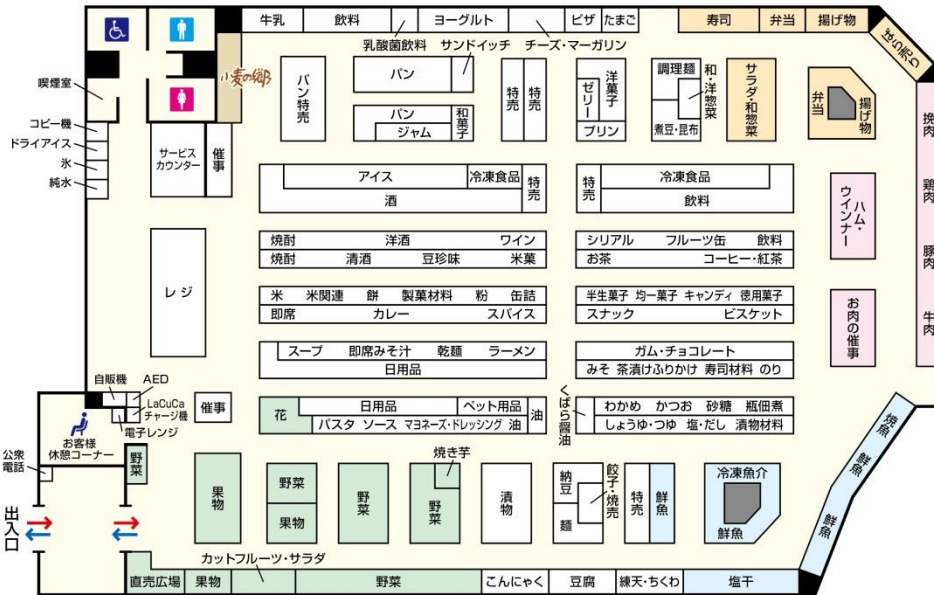 牛乳
飲料
ヨーグルト
ピザ
たまご
寿司
弁当
揚げ物
ばら売り
乳酸菌飲料
サンドイッチ
チーズ・マーガリン
小麦の郷
喫煙室
コピー機
ドライアイス
氷
純水
サービス
カウンター
催事
パン特売
パン
パン
ジャム
和菓子
特売
特売
洋菓子
ゼリー
プリン
調理麺
和・洋惣菜
煮豆・昆布
サラダ・和惣菜
弁当
揚げ物
挽肉
鶏肉
豚肉
牛肉
アイス
冷凍食品
特売
酒
特売
冷凍食品
飲料
ハム・
ウインナー
レジ
焼酎 洋酒 ワイン
焼酎 清酒 豆珍味 米菓
シリアル フルーツ缶 飲料
お茶 コーヒー・紅茶
米 米関連 餅 製菓材料 粉 缶詰
即席 カレー スパイス
半生菓子 均一菓子 キャンディ 徳用菓子
スナック ビスケット
お肉の催事
スープ 即席みそ汁 乾麺 ラーメン
日用品
ガム・チョコレート
みそ 茶漬けふりかけ 寿司材料 のり
自販機
AED
LaCuCa
チャージ機
電子レンジ
お客様
休憩コーナー
公衆
電話
催事
花
日用品
ペット用品
油
パスタ ソース マヨネーズ・ドレッシング 油
くばら醤油
わかめ かつお 砂糖 瓶佃煮
しょうゆ・つゆ 塩・だし 漬物材料
焼魚
鮮魚
鮮魚
野菜
果物
野菜
果物
野菜
焼き芋
野菜
漬物
納豆
麺
餃子・焼売
特売
鮮魚
冷凍魚介
鮮魚
出入口
カットフルーツ・サラダ
直売広場
果物
野菜
こんにゃく
豆腐
練天・ちくわ
塩干